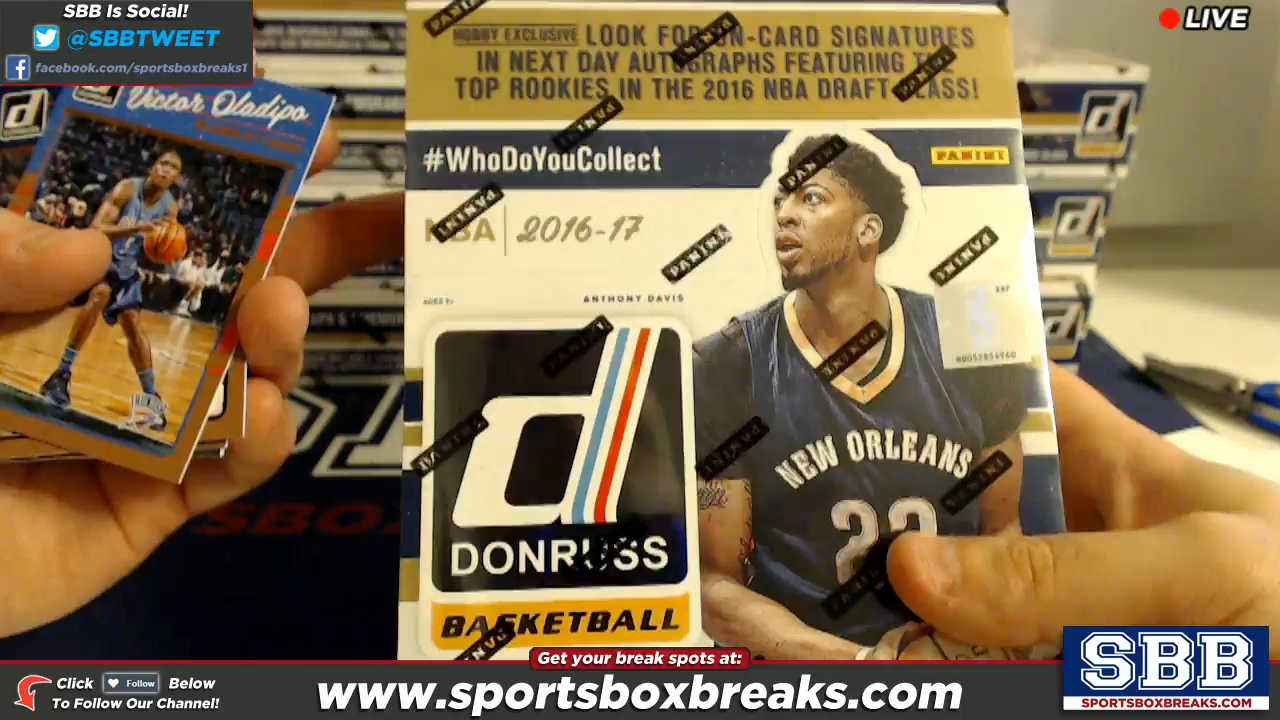 SBB Is Social!
@SBBTWEET
facebook.com/sportsboxbreaks1
LIVE
Victor Oladipo
HOBBY EXCLUSIVE LOOK FOR ON-CARD SIGNATURES
IN NEXT DAY AUTOGRAPHS FEATURING THE
TOP ROOKIES IN THE 2016 NBA DRAFT CLASS!
#WhoDoYouCollect
PANINI
NBA 2016-17
AGES 9+
ANTHONY DAVIS
DONRUSS
BASKETBALL
NEW ORLEANS
23
Get your break spots at:
Click Follow Below
To Follow Our Channel!
www.sportsboxbreaks.com
SBB
SPORTSBOXBREAKS.COM